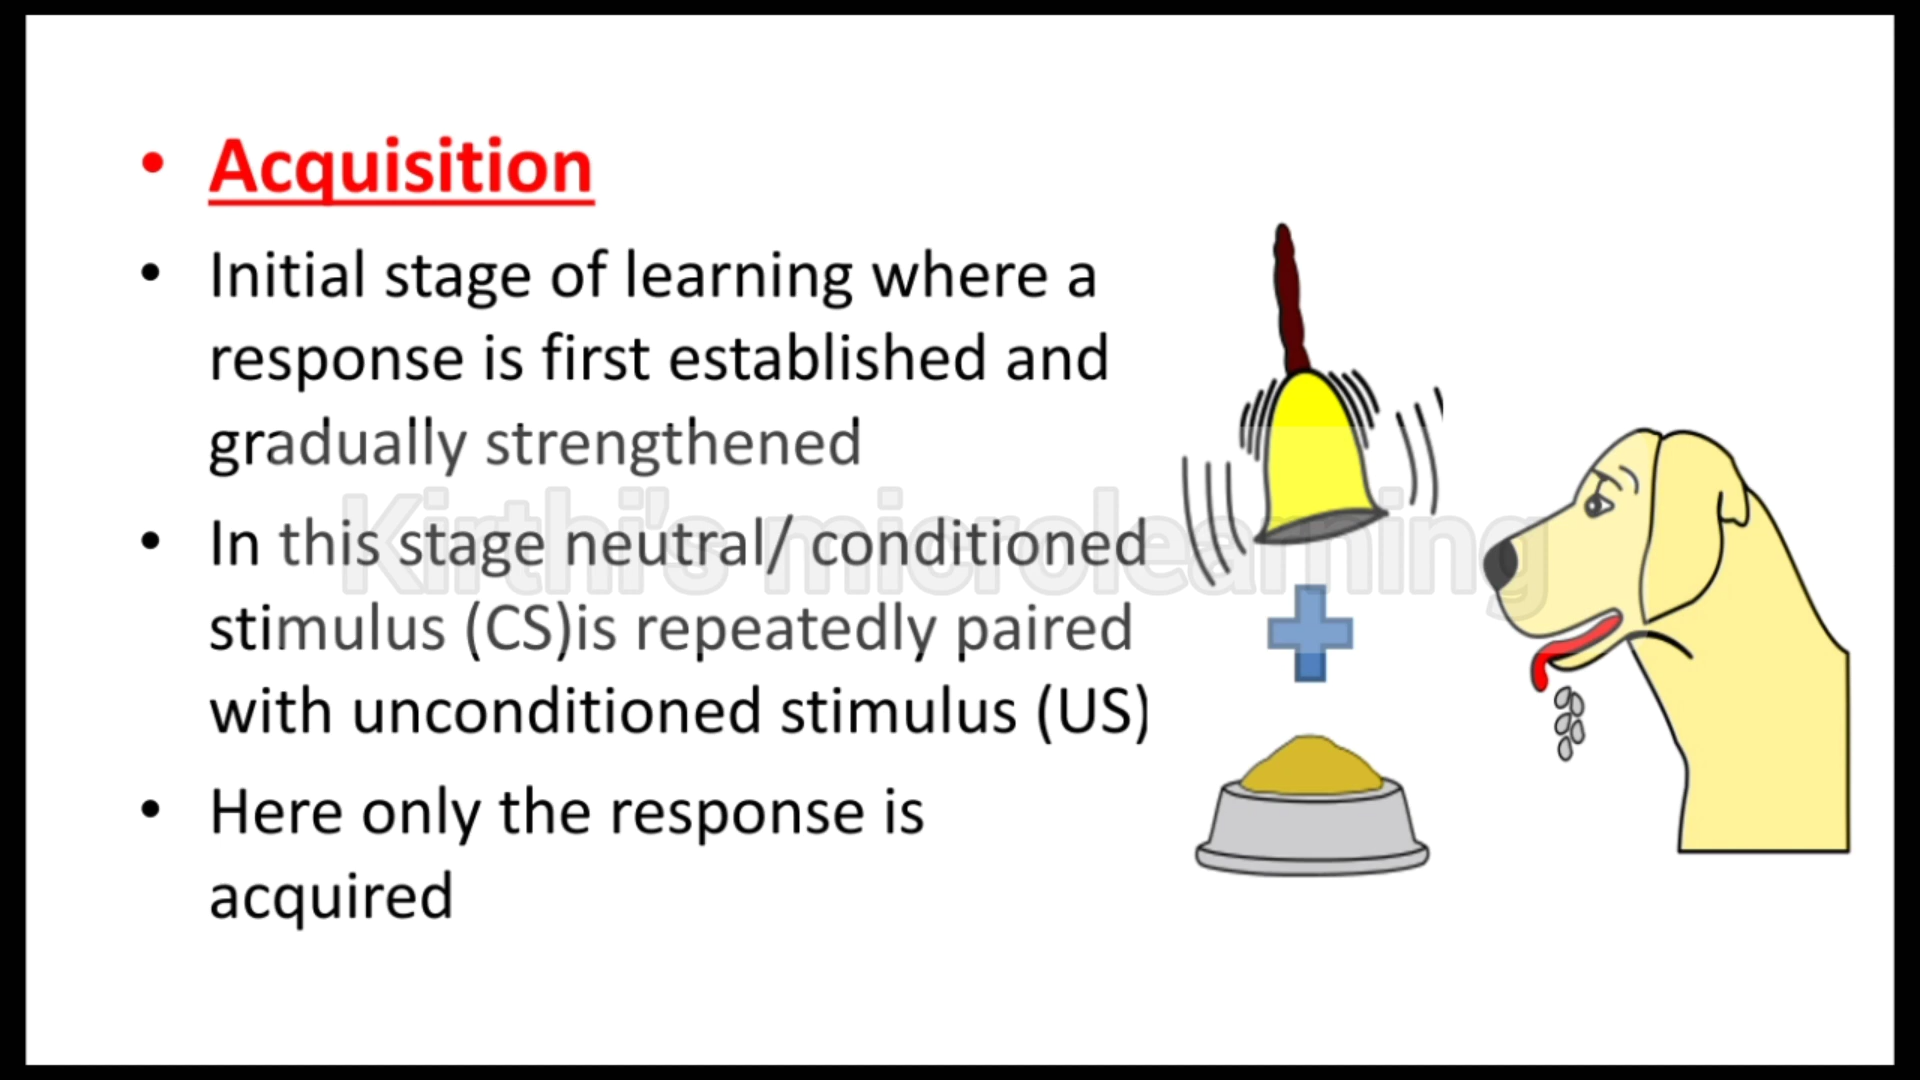 • Acquisition
• Initial stage of learning where a
response is first established and
gradually strengthened
• In this stage neutral/ conditioned
stimulus (CS)is repeatedly paired
with unconditioned stimulus (US)
• Here only the response is
acquired
Kirthi's microlearning